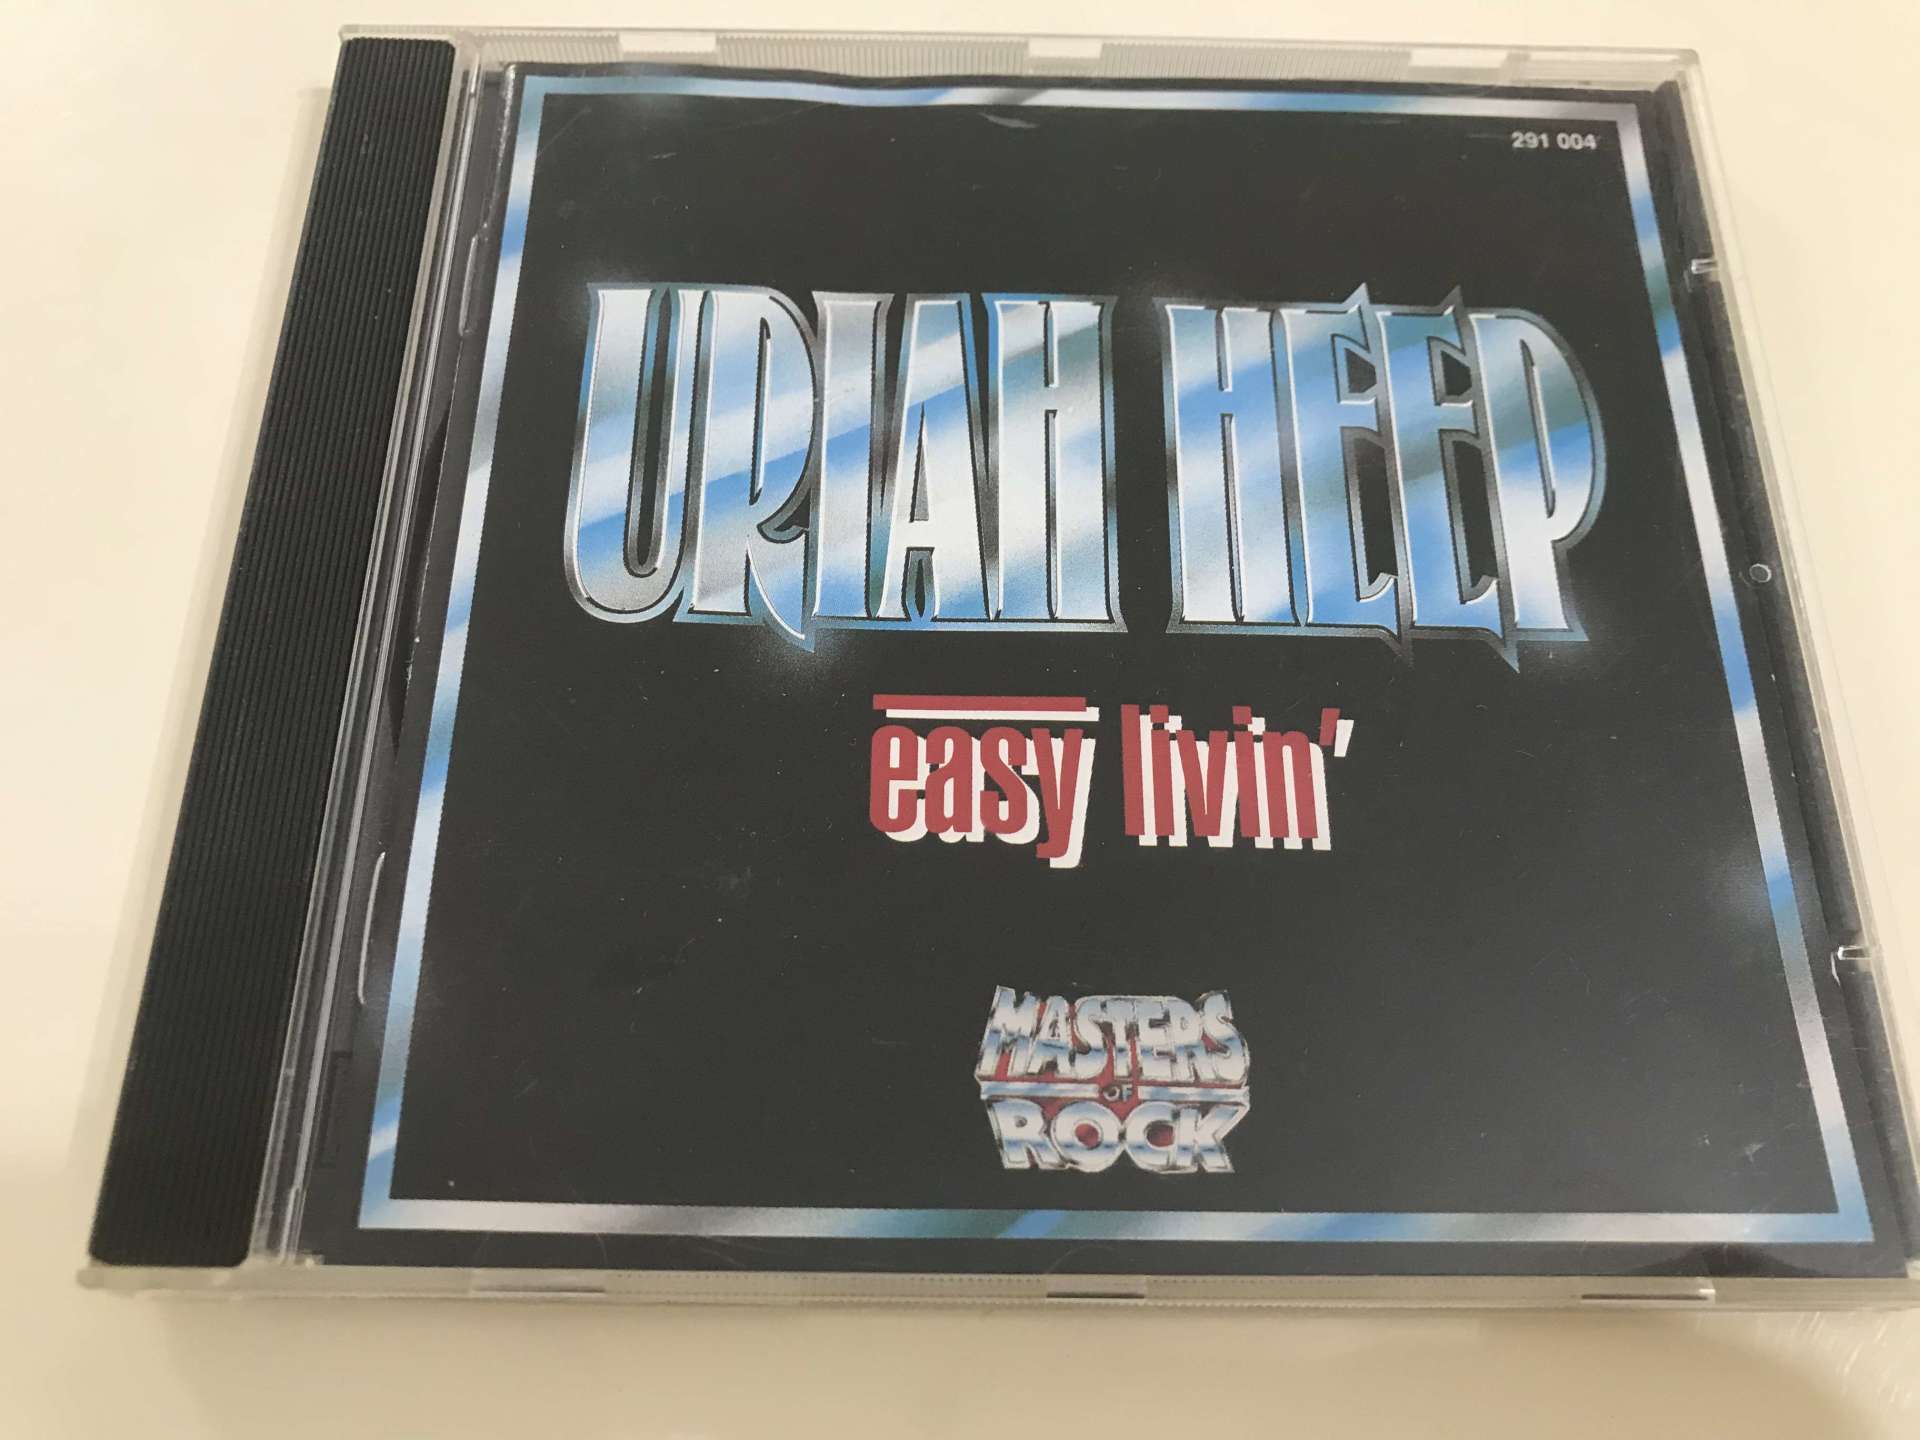 291 004
URIAH HEEP
easy livin'
MASTERS
OF
ROCK